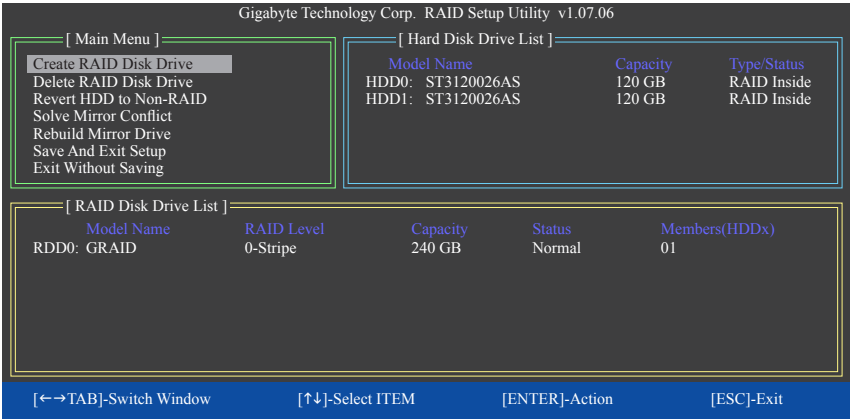 Gigabyte Technology Corp. RAID Setup Utility v1.07.06
[ Main Menu ]
Create RAID Disk Drive
Delete RAID Disk Drive
Revert HDD to Non-RAID
Solve Mirror Conflict
Rebuild Mirror Drive
Save And Exit Setup
Exit Without Saving
[ Hard Disk Drive List ]
Model Name Capacity Type/Status
HDD0: ST3120026AS 120 GB RAID Inside
HDD1: ST3120026AS 120 GB RAID Inside
[ RAID Disk Drive List ]
Model Name RAID Level Capacity Status Members(HDDx)
RDD0: GRAID 0-Stripe 240 GB Normal 01
[←→TAB]-Switch Window [↑↓]-Select ITEM [ENTER]-Action [ESC]-Exit